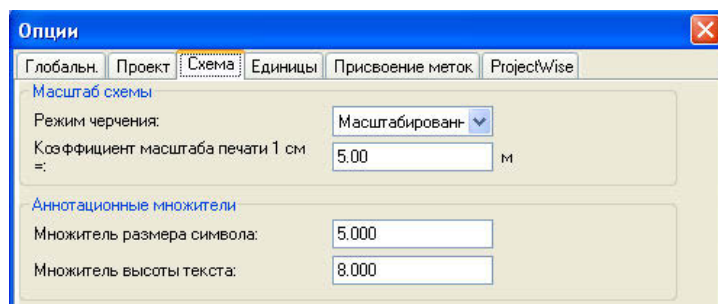 Опции
Глобальн. Проект Схема Единицы Присвоение меток ProjectWise
Масштаб схемы
Режим черчения: Масштабированн
Коэффициент масштаба печати 1 см 5.00 м
=:
Аннотационные множители
Множитель размера символа: 5.000
Множитель высоты текста: 8.000